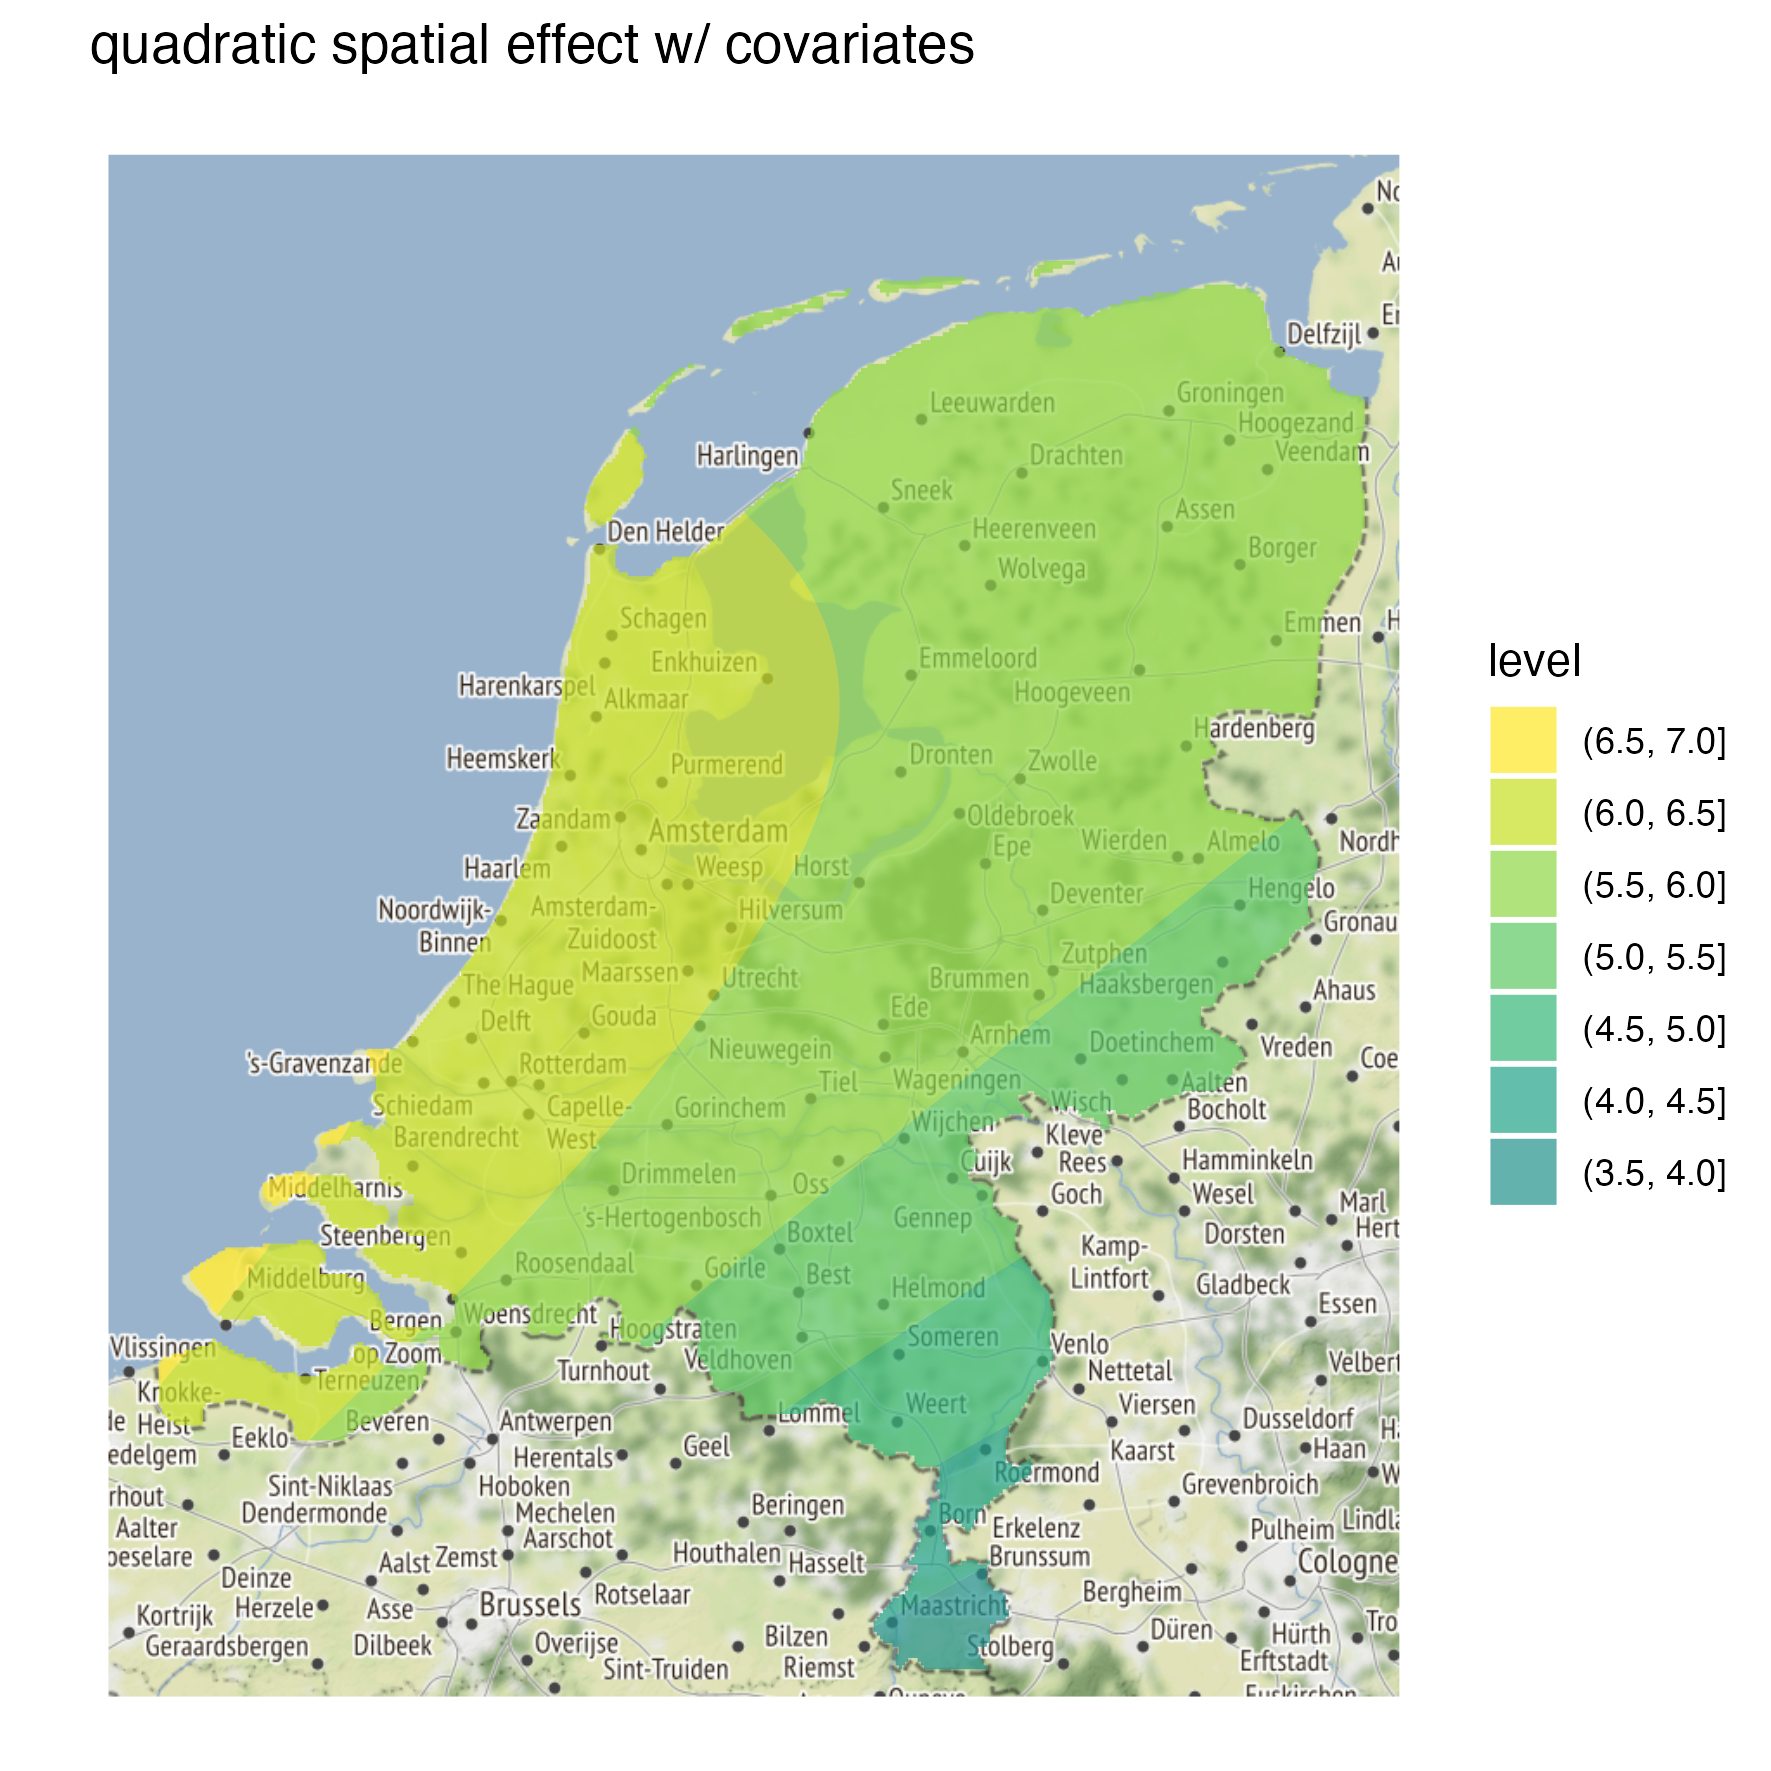 quadratic spatial effect w/ covariates
Delfzijl
Leeuwarden
Groningen
Hoogezand
Veendam
Harlingen
Drachten
Sneek
Assen
Den Helder
Heerenveen
Borger
Wolvega
Schagen
Emmen
Enkhuizen
Emmeloord
Harenkarspel
Alkmaar
Hoogeveen
Hardenberg
Heemskerk
Purmerend
Dronten
Zwolle
Zaandam
Amsterdam
Oldebroek
Epe
Wierden
Almelo
Nordh
Haarlem
Weesp
Horst
Deventer
Hengelo
Noordwijk-
Binnen
Amsterdam-
Zuidoost
Hilversum
Gronau
Maarssen
Utrecht
Zutphen
Brummen
Haaksbergen
The Hague
Ahaus
Delft
Gouda
Ede
Arnhem
Doetinchem
Vreden
Coe
's-Gravenzande
Rotterdam
Nieuwegein
Tiel
Wageningen
Aalten
Schiedam
Capelle-
West
Gorinchem
Wisch
Bocholt
Barendrecht
Wijchen
Kleve
Rees
Cuijk
Hamminkeln
Middelharnis
Drimmelen
Oss
Goch
Wesel
Marl
Hert
Steenbergen
's-Hertogenbosch
Boxtel
Gennep
Dorsten
Kamp-
Lintfort
Middelburg
Roosendaal
Goirle
Best
Helmond
Gladbeck
Essen
Bergen
op Zoom
Woensdrecht
Hoogstraten
Someren
Venlo
Vlissingen
Terneuzen
Turnhout
Veldhoven
Nettetal
Velbert
Knokke-
Heist
Weert
Viersen
de
Beveren
Antwerpen
Lommel
Dusseldorf
Eeklo
Geel
Kaarst
Haan
edelgem
Herentals
Sint-Niklaas
Hoboken
Roermond
Grevenbroich
rhout
Dendermonde
Mechelen
Beringen
Born
Aalter
Aarschot
Erkelenz
Pulheim
Lindla
oeselare
Aalst
Zemst
Houthalen
Hasselt
Brunssum
Cologne
Deinze
Bergheim
Kortrijk
Herzele
Asse
Brussels
Rotselaar
Maastricht
Geraardsbergen
Dilbeek
Overijse
Bilzen
Stolberg
Düren
Hürth
Tro
Sint-Truiden
Riemst
Erftstadt
Euskirchen
level
(6.5, 7.0]
(6.0, 6.5]
(5.5, 6.0]
(5.0, 5.5]
(4.5, 5.0]
(4.0, 4.5]
(3.5, 4.0]